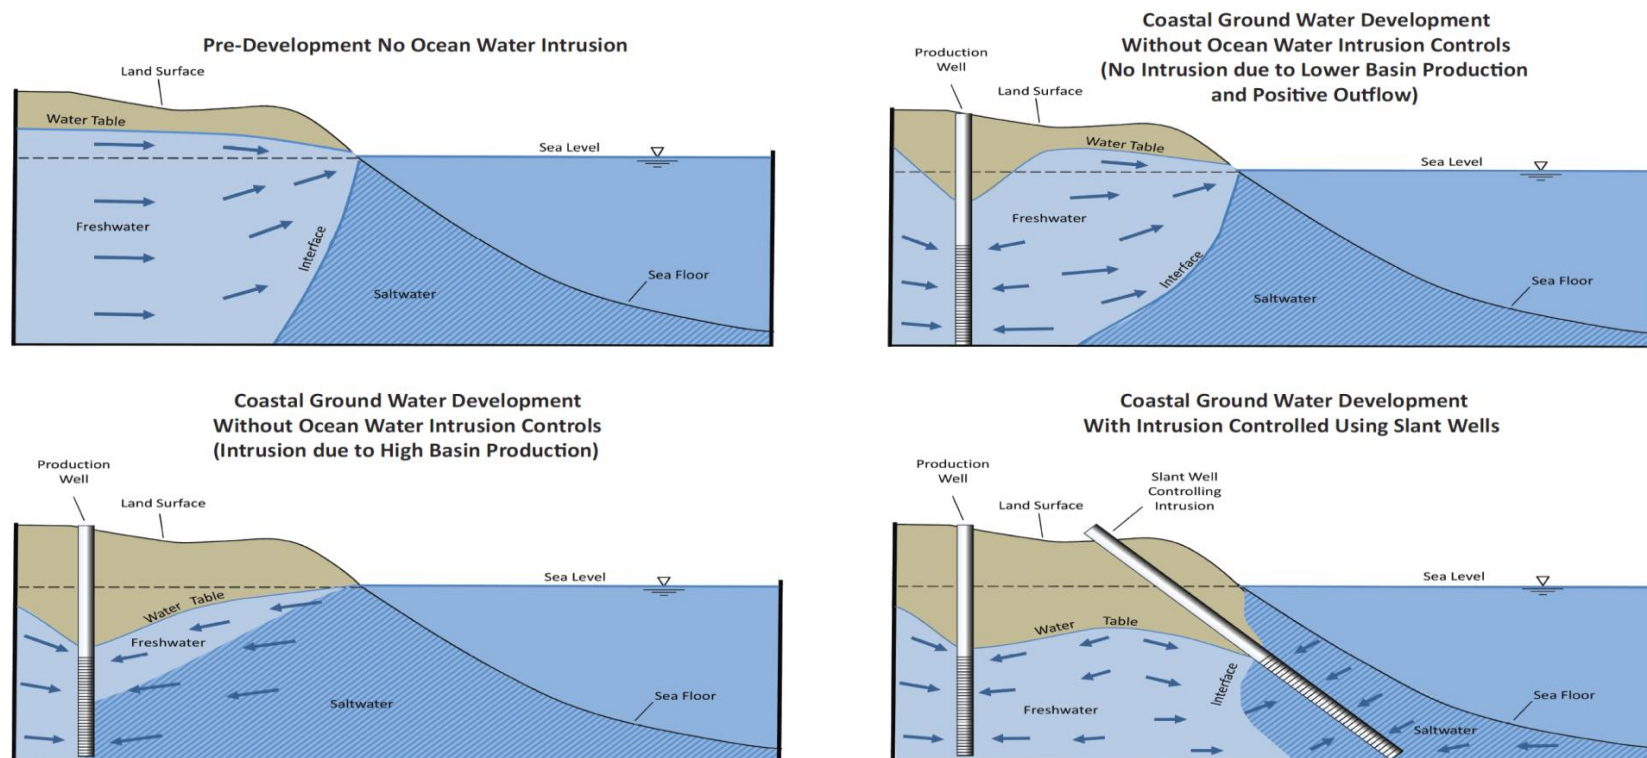 Pre-Development No Ocean Water Intrusion
Land Surface
Water Table
Sea Level
Freshwater
Interface
Sea Floor
Saltwater
Coastal Ground Water Development
Without Ocean Water Intrusion Controls
(No Intrusion due to Lower Basin Production
and Positive Outflow)
Production
Well
Land Surface
Water Table
Sea Level
Freshwater
Interface
Sea Floor
Saltwater
Coastal Ground Water Development
Without Ocean Water Intrusion Controls
(Intrusion due to High Basin Production)
Production
Well
Land Surface
Sea Level
Water Table
Freshwater
Sea Floor
Saltwater
Coastal Ground Water Development
With Intrusion Controlled Using Slant Wells
Production
Well
Slant Well
Controlling
Intrusion
Land Surface
Sea Level
Water Table
Interface
Freshwater
Sea Floor
Saltwater